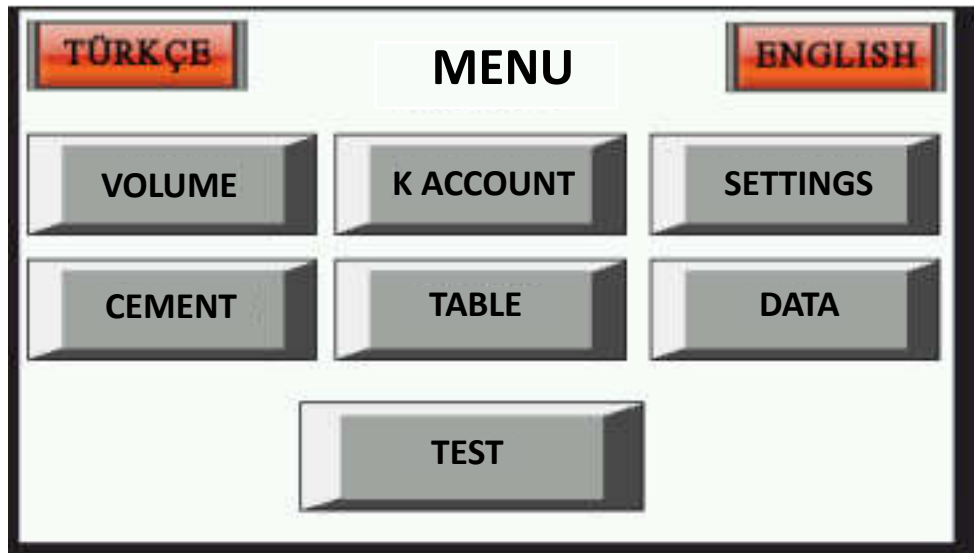 TÜRKÇE MENU ENGLISH
VOLUME K ACCOUNT SETTINGS
CEMENT TABLE DATA
TEST